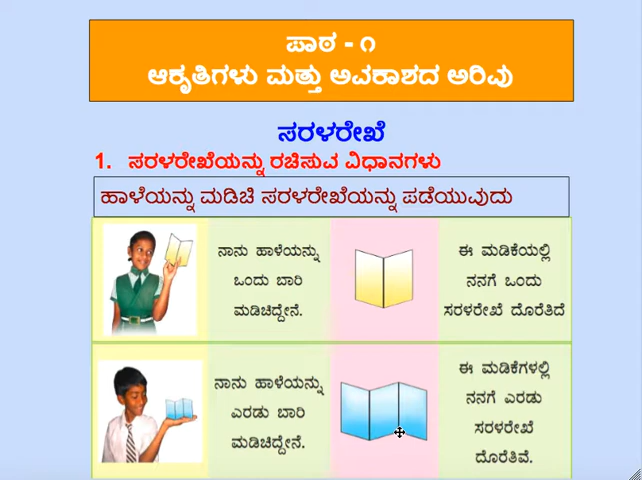 ಪಾಠ - ೧
ಆಕೃತಿಗಳು ಮತ್ತು ಅವಕಾಶದ ಅರಿವು
ಸರಳರೇಖೆ
1. ಸರಳರೇಖೆಯನ್ನು ರಚಿಸುವ ವಿಧಾನಗಳು
ಹಾಳೆಯನ್ನು ಮಡಿಚಿ ಸರಳರೇಖೆಯನ್ನು ಪಡೆಯುವುದು
ನಾನು ಹಾಳೆಯನ್ನು
ಒಂದು ಬಾರಿ
ಮಡಿಚಿದ್ದೇನೆ.
ಈ ಮಡಿಕೆಯಲ್ಲಿ
ನನಗೆ ಒಂದು
ಸರಳರೇಖೆ ದೊರೆತಿದೆ
ನಾನು ಹಾಳೆಯನ್ನು
ಎರಡು ಬಾರಿ
ಮಡಿಚಿದ್ದೇನೆ.
ಈ ಮಡಿಕೆಗಳಲ್ಲಿ
ನನಗೆ ಎರಡು
ಸರಳರೇಖೆ
ದೊರೆತಿವೆ.